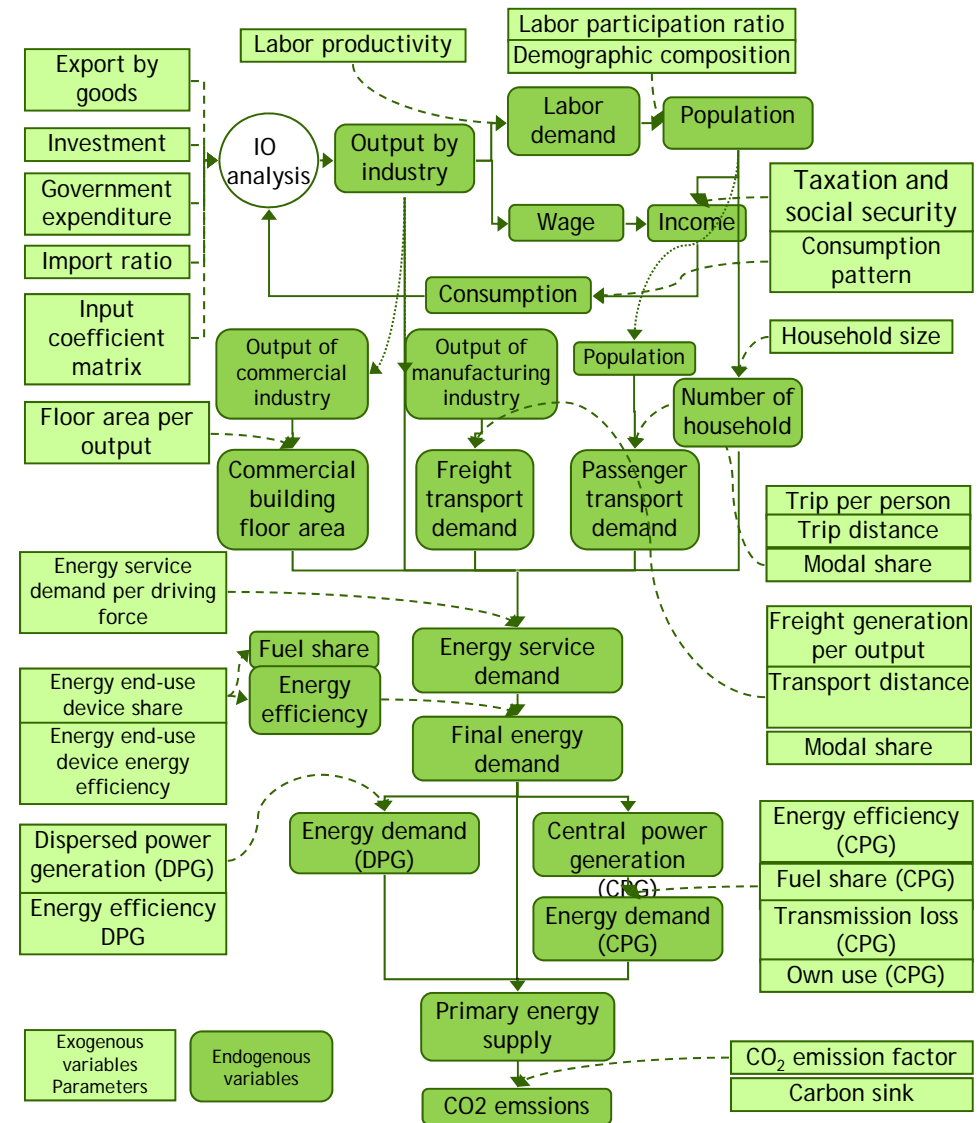 Labor participation ratio
Demographic composition
Labor productivity
Export by
goods
Investment
Government
expenditure
Import ratio
Input
coefficient
matrix
IO
analysis
Output by
industry
Labor
demand
Population
Wage
Income
Taxation and
social security
Consumption
pattern
Consumption
Household size
Output of
commercial
industry
Output of
manufacturing
industry
Population
Number of
household
Floor area per
output
Commercial
building
floor area
Freight
transport
demand
Passenger
transport
demand
Trip per person
Trip distance
Modal share
Energy service
demand per driving
force
Freight generation
per output
Transport distance
Modal share
Energy service
demand
Fuel share
Energy
efficiency
Energy end-use
device share
Energy end-use
device energy
efficiency
Final energy
demand
Energy demand
(DPG)
Central power
generation
(CPG)
Energy demand
(CPG)
Dispersed power
generation (DPG)
Energy efficiency
DPG
Energy efficiency
(CPG)
Fuel share (CPG)
Transmission loss
(CPG)
Own use (CPG)
Primary energy
supply
CO2 emssions
CO₂ emission factor
Carbon sink
Exogenous
variables
Parameters
Endogenous
variables